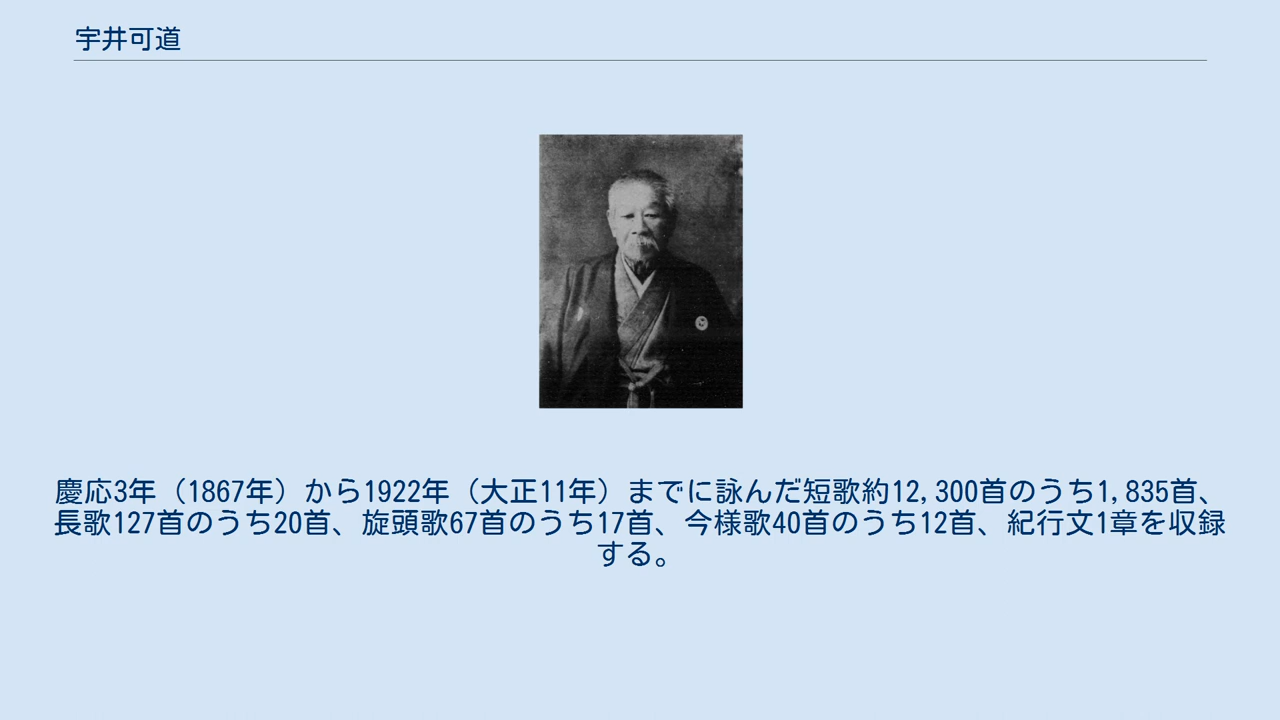 宇井可道
慶応3年（1867年）から1922年（大正11年）までに詠んだ短歌約12,300首のうち1,835首、
長歌127首のうち20首、旋頭歌67首のうち17首、今様歌40首のうち12首、紀行文1章を収録
する。